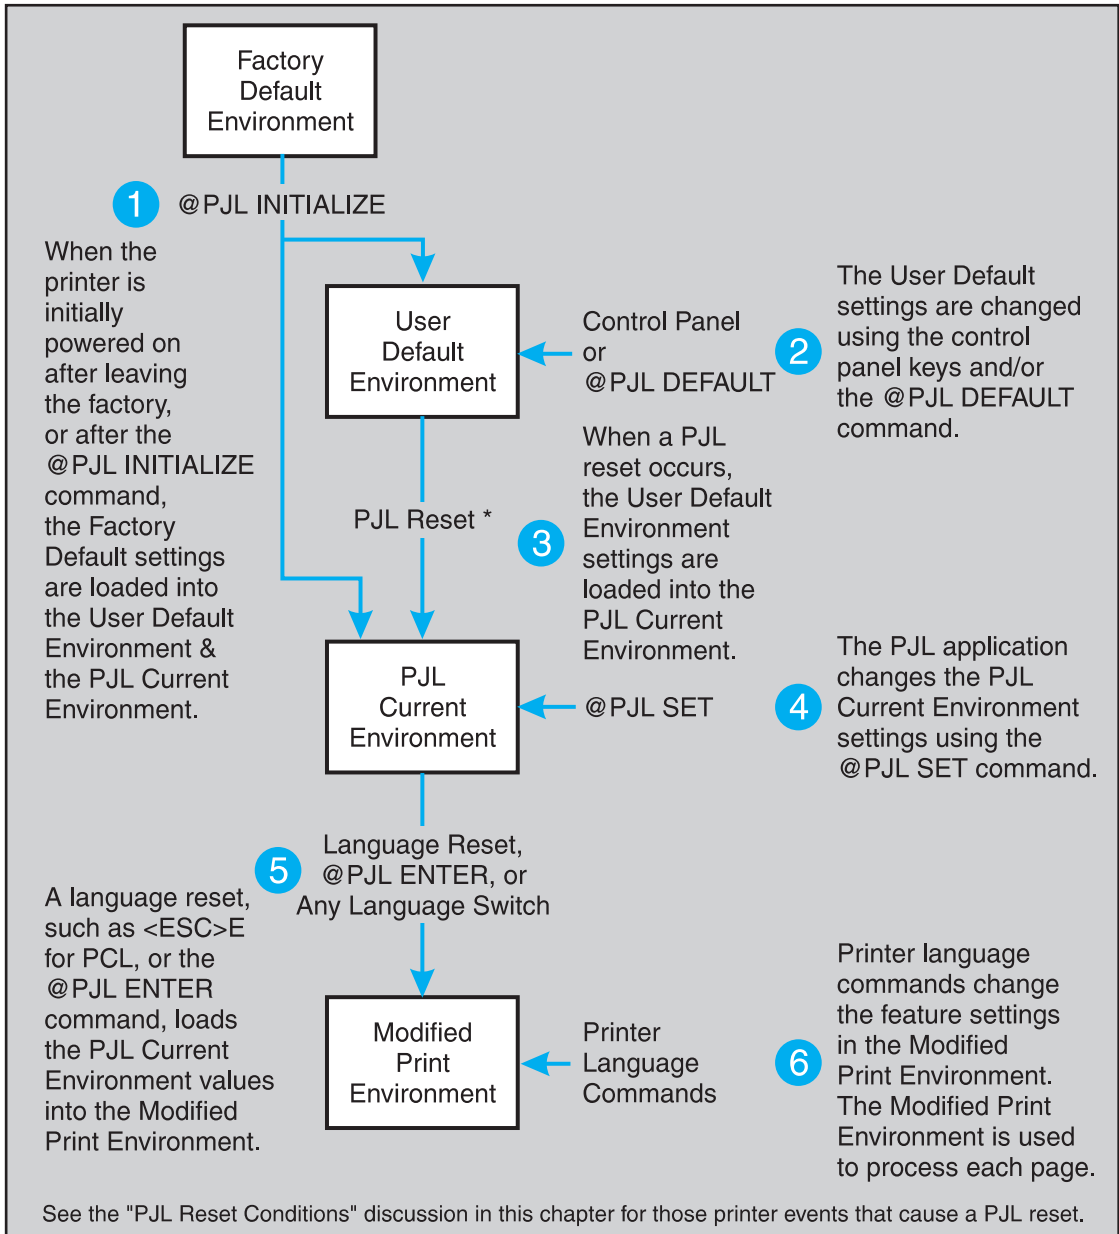 Factory
Default
Environment
1
@PJL INITIALIZE
When the
printer is
initially
powered on
after leaving
the factory,
or after the
@PJL INITIALIZE
command,
the Factory
Default settings
are loaded into
the User Default
Environment &
the PJL Current
Environment.
User
Default
Environment
Control Panel
or
@PJL DEFAULT
2
The User Default
settings are changed
using the control
panel keys and/or
the @PJL DEFAULT
command.
PJL Reset *
3
When a PJL
reset occurs,
the User Default
Environment
settings are
loaded into the
PJL Current
Environment.
PJL
Current
Environment
@PJL SET
4
The PJL application
changes the PJL
Current Environment
settings using the
@PJL SET command.
5
Language Reset,
@PJL ENTER, or
Any Language Switch
A language reset,
such as <ESC>E
for PCL, or the
@PJL ENTER
command, loads
the PJL Current
Environment values
into the Modified
Print Environment.
Modified
Print
Environment
Printer
Language
Commands
6
Printer language
commands change
the feature settings
in the Modified
Print Environment.
The Modified Print
Environment is used
to process each page.
See the "PJL Reset Conditions" discussion in this chapter for those printer events that cause a PJL reset.